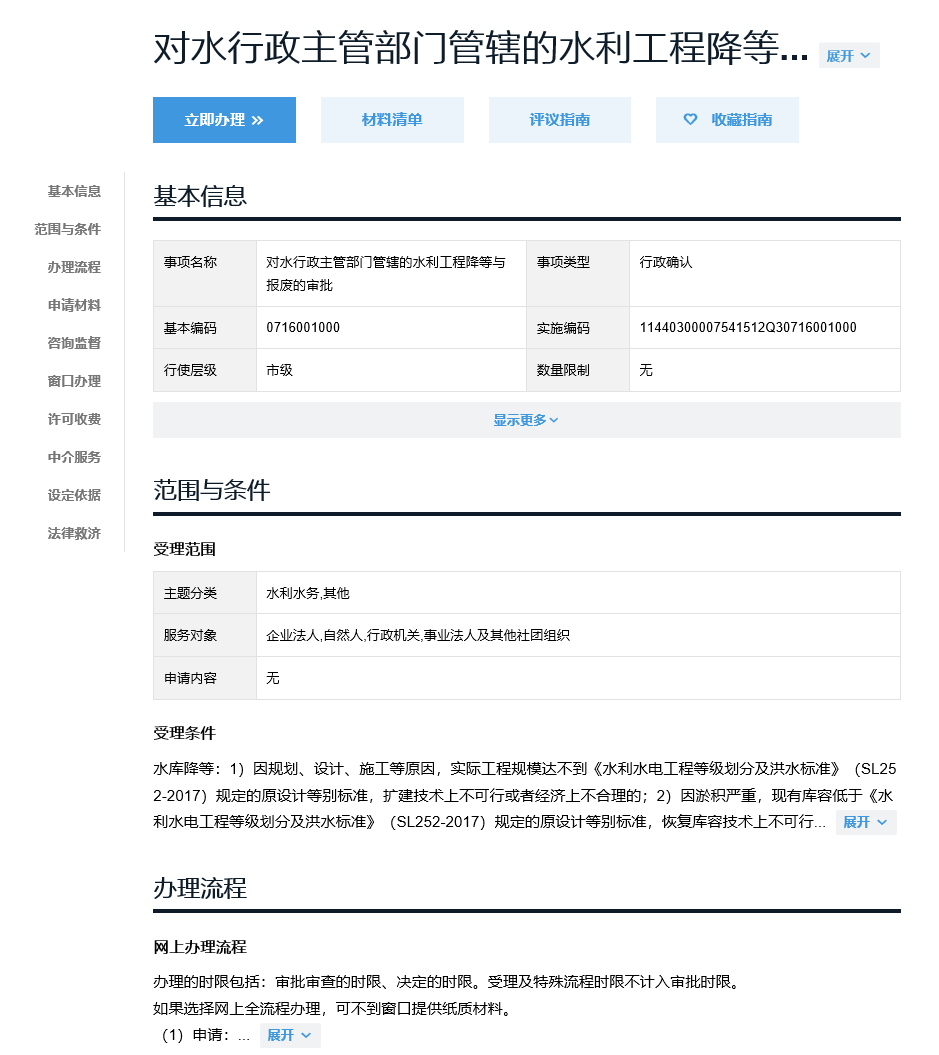 对水行政主管部门管辖的水利工程降等... 展开
立即办理 材料清单 评议指南 收藏指南
基本信息
范围与条件
办理流程
申请材料
咨询监督
窗口办理
许可收费
中介服务
设定依据
法律救济
基本信息
事项名称 对水行政主管部门管辖的水利工程降等与 事项类型 行政确认
报废的审批
基本编码 0716001000 实施编码 11440300007541512Q30716001000
行使层级 市级 数量限制 无
显示更多
范围与条件
受理范围
主题分类 水利水务,其他
服务对象 企业法人,自然人,行政机关,事业法人及其他社团组织
申请内容 无
受理条件
水库降等：1）因规划、设计、施工等原因，实际工程规模达不到《水利水电工程等级划分及洪水标准》（SL25
2-2017）规定的原设计等别标准，扩建技术上不可行或者经济上不合理的；2）因淤积严重，现有库容低于《水
利水电工程等级划分及洪水标准》（SL252-2017）规定的原设计等别标准，恢复库容技术上不可行... 展开
办理流程
网上办理流程
办理的时限包括：审批审查的时限、决定的时限。受理及特殊流程时限不计入审批时限。
如果选择网上全流程办理，可不到窗口提供纸质材料。
（1）申请：... 展开